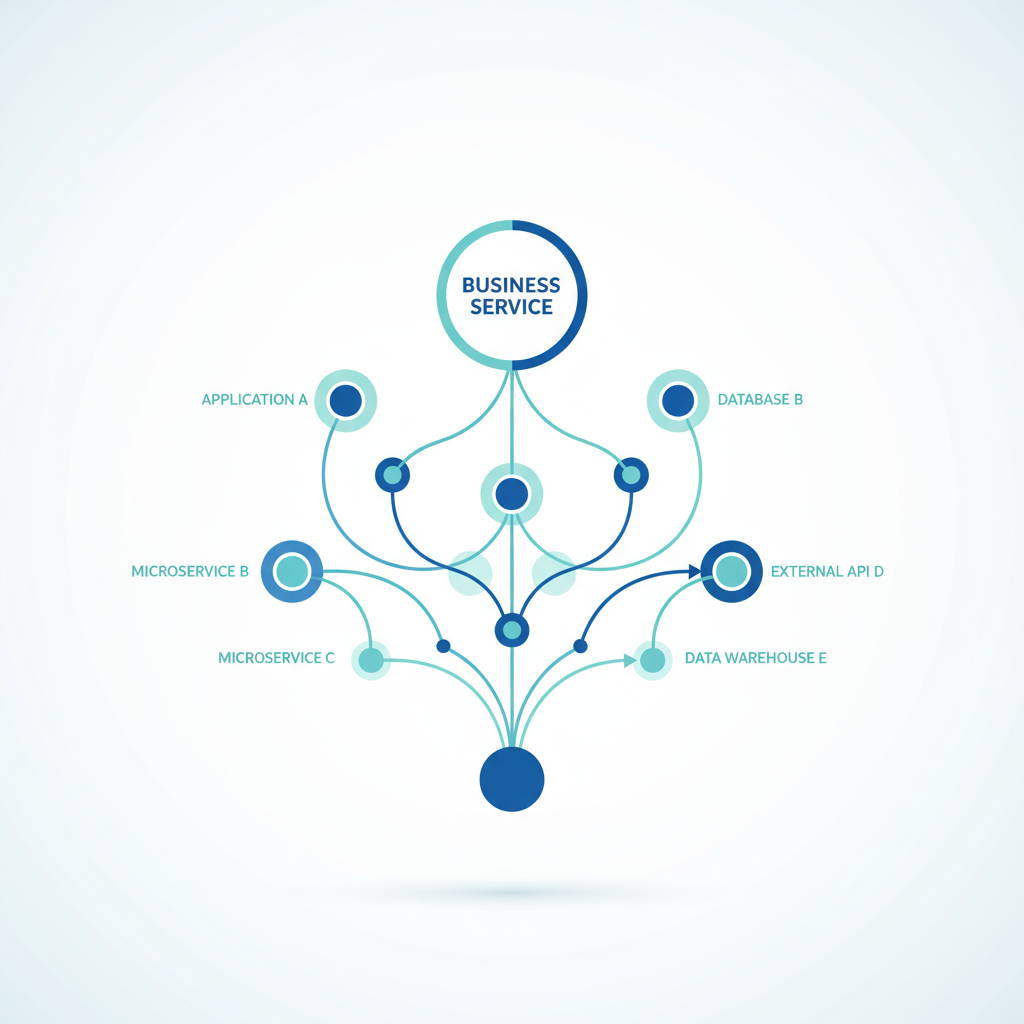 BUSINESS
SERVICE
APPLICATION A
DATABASE B
MICROSERVICE B
EXTERNAL API D
MICROSERVICE C
DATA WAREHOUSE E